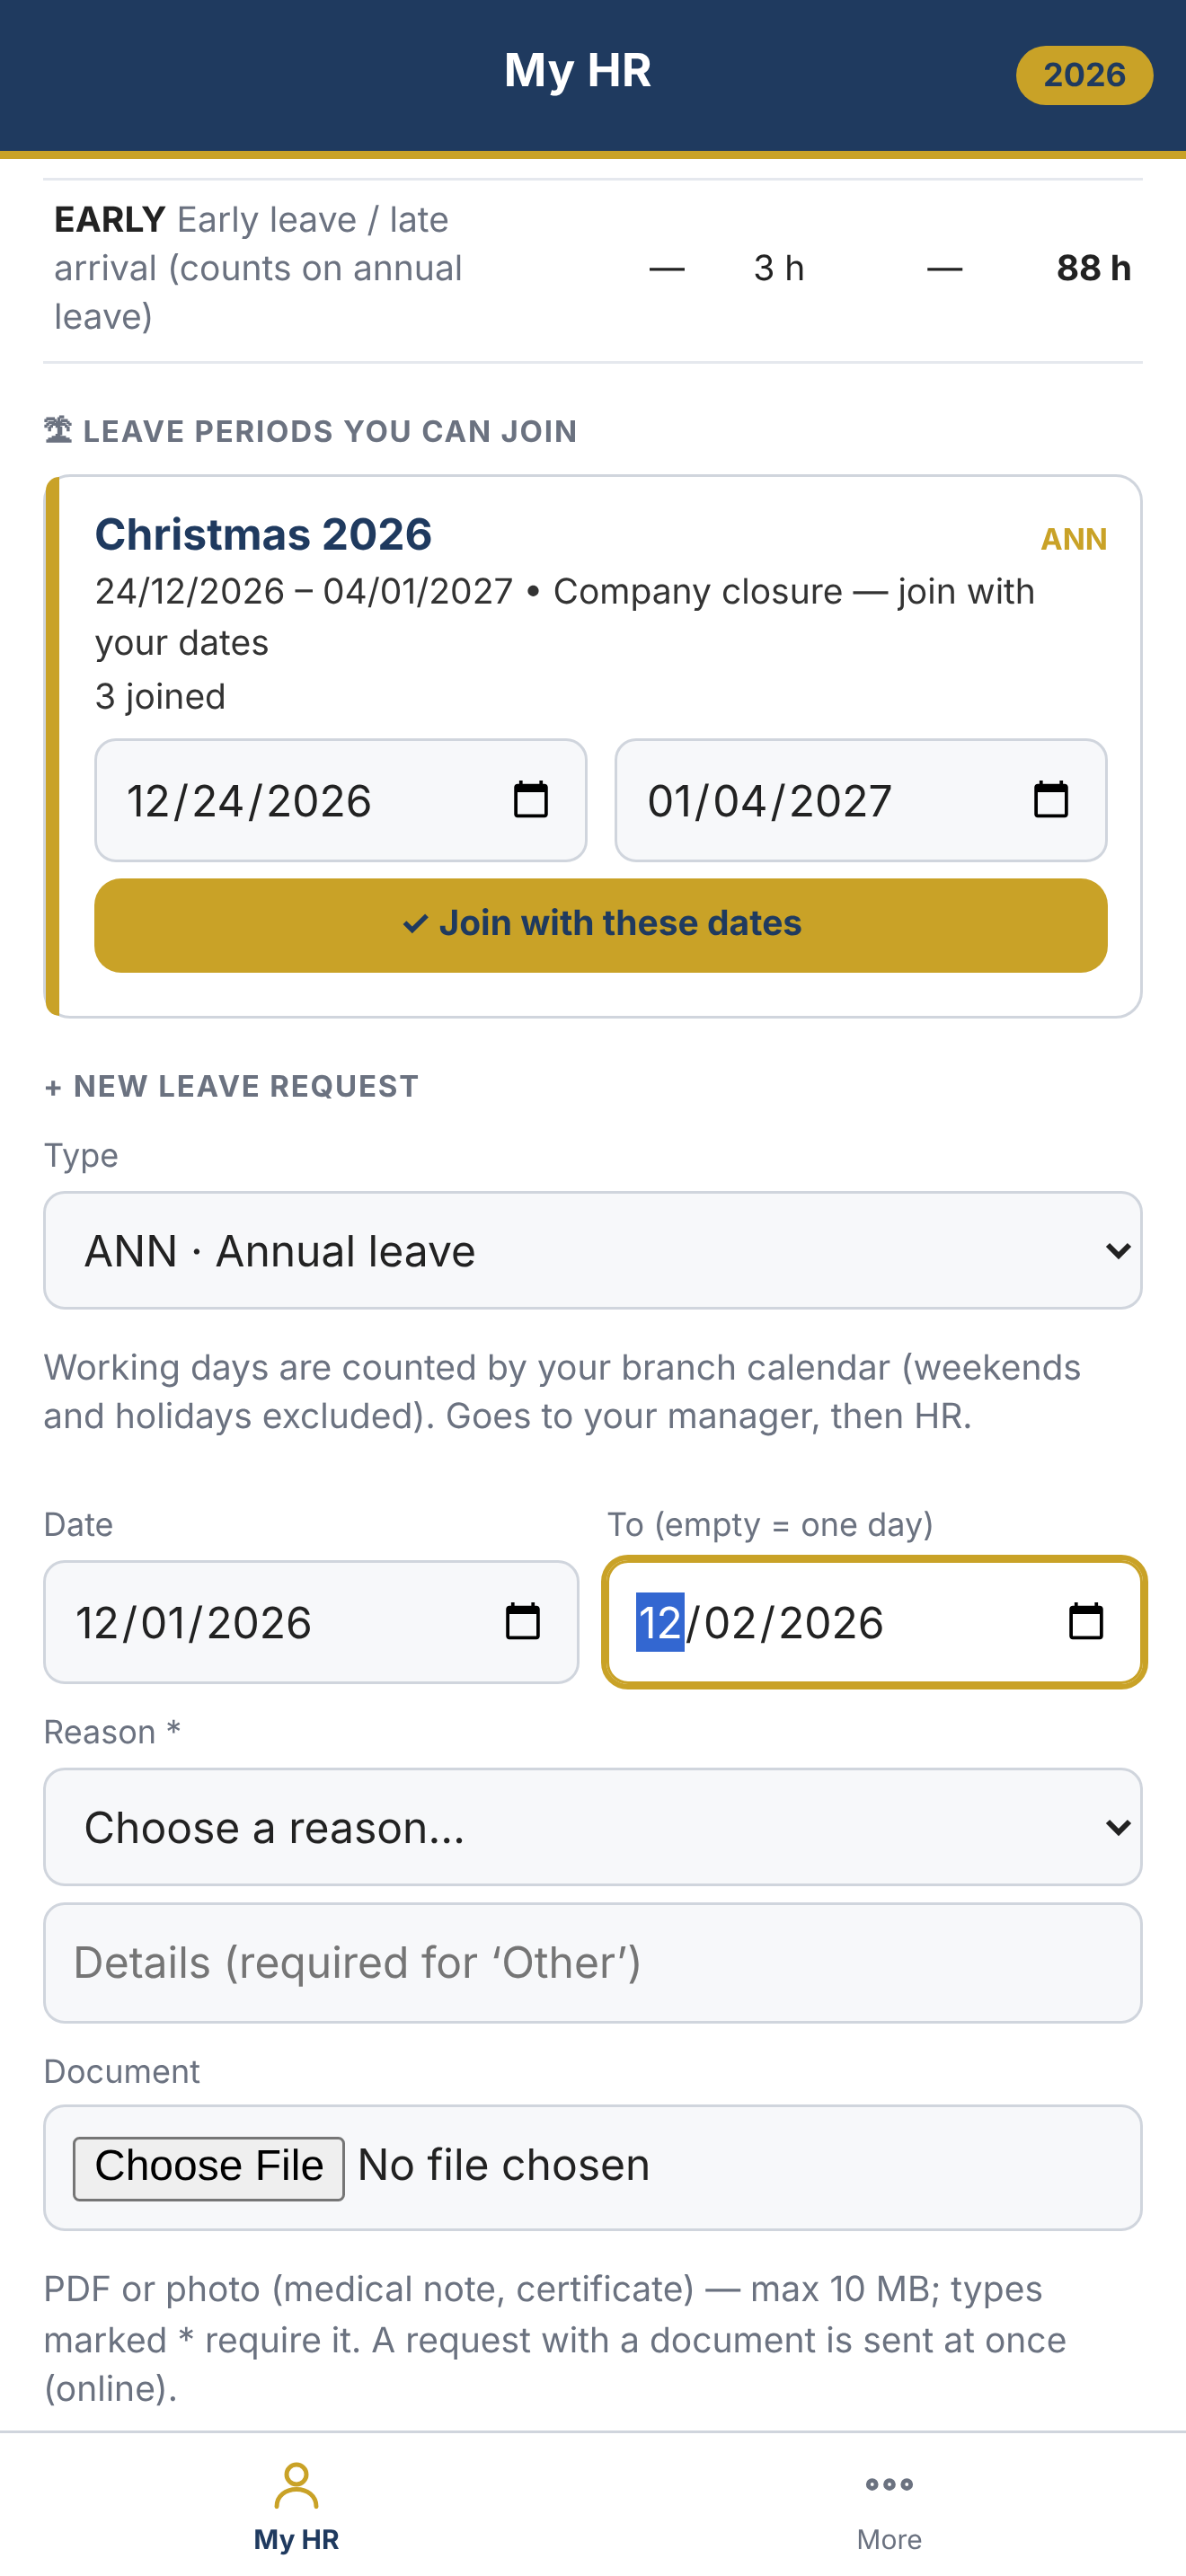 My HR
2026
EARLY Early leave / late
arrival (counts on annual
leave)
— 3 h — 88 h
LEAVE PERIODS YOU CAN JOIN
Christmas 2026
ANN
24/12/2026 – 04/01/2027 • Company closure — join with
your dates
3 joined
12/24/2026
01/04/2027
✓ Join with these dates
+ NEW LEAVE REQUEST
Type
ANN · Annual leave
Working days are counted by your branch calendar (weekends
and holidays excluded). Goes to your manager, then HR.
Date
To (empty = one day)
12/01/2026
12/02/2026
Reason *
Choose a reason…
Details (required for ‘Other’)
Document
Choose File No file chosen
PDF or photo (medical note, certificate) — max 10 MB; types
marked * require it. A request with a document is sent at once
(online).
My HR
More